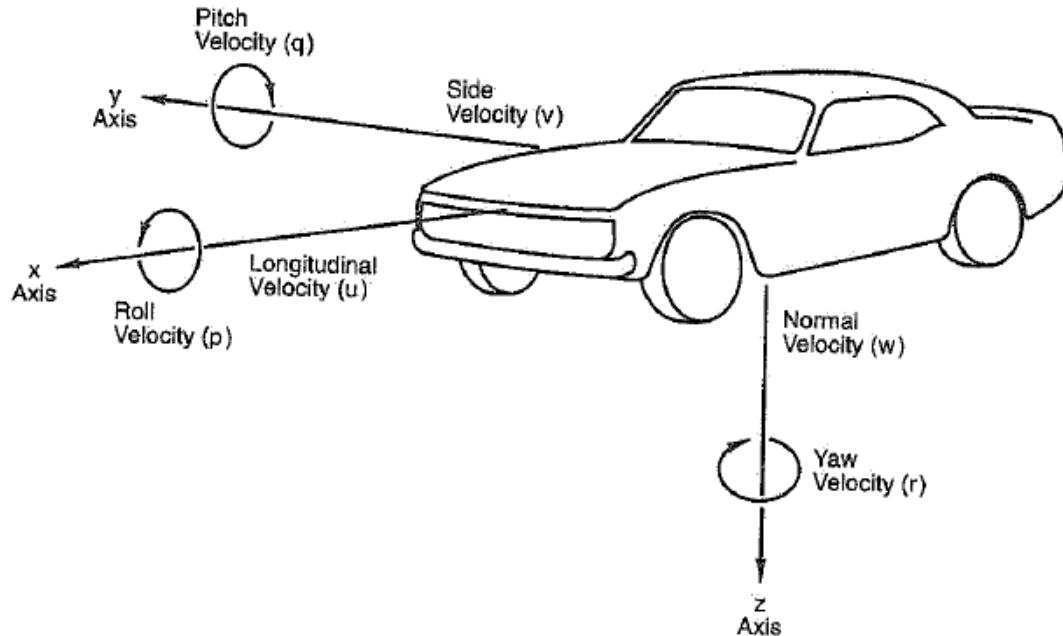 Pitch
Velocity (q)
y
Axis
Side
Velocity (v)
x
Axis
Roll
Velocity (p)
Longitudinal
Velocity (u)
Normal
Velocity (w)
Yaw
Velocity (r)
z
Axis